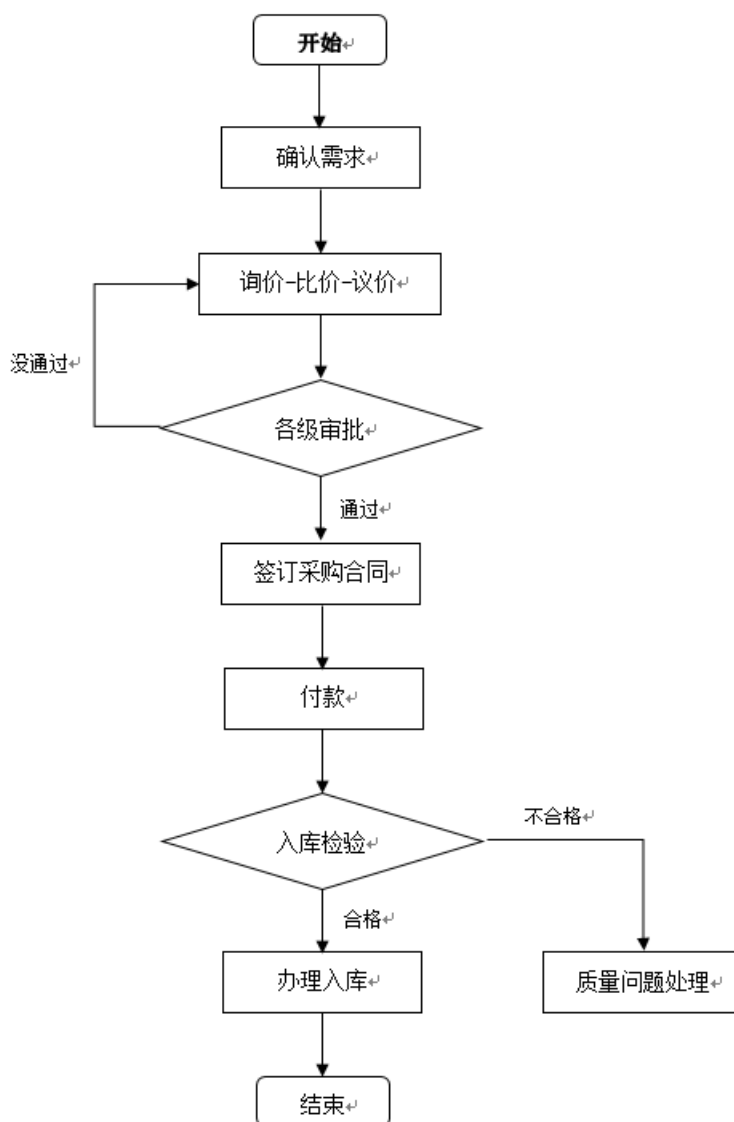 开始
确认需求
询价-比价-议价
没通过
各级审批
通过
签订采购合同
付款
不合格
入库检验
合格
办理入库
质量问题处理
结束